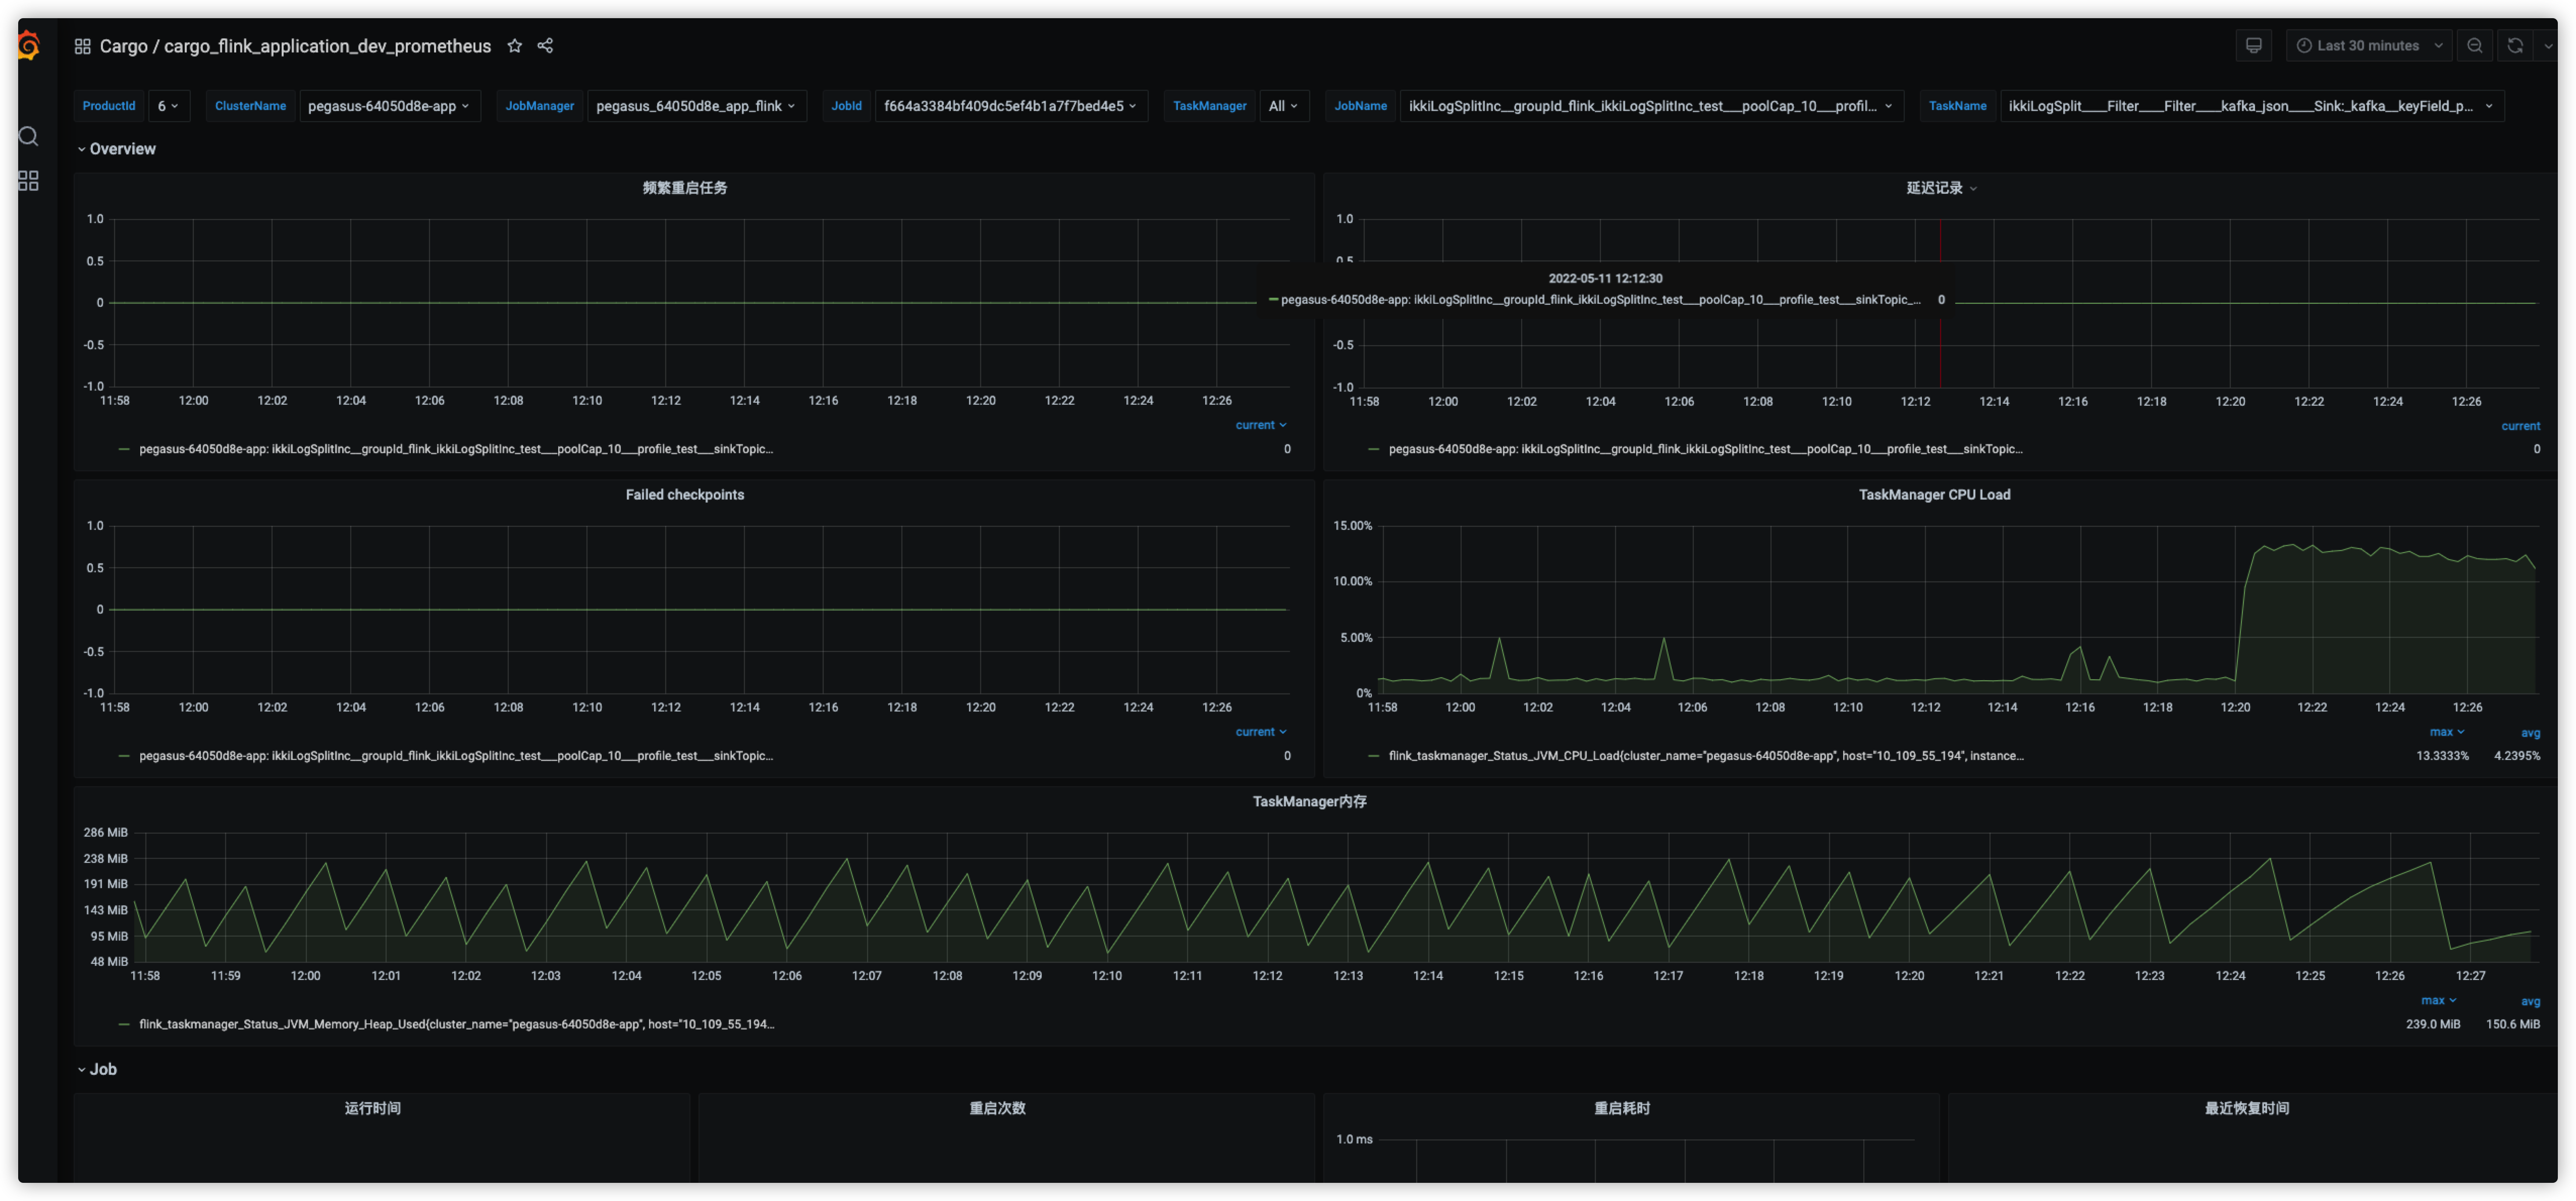 Cargo / cargo_flink_application_dev_prometheus
Last 30 minutes
ProductId 6 ClusterName pegasus-64050d8e-app JobManager pegasus_64050d8e_app_flink JobId f664a3384bf409dc5ef4b1a7f7bed4e5 TaskManager All JobName ikkiLogSplitInc__groupId_flink_ikkiLogSplitInc_test___poolCap_10___profil... TaskName ikkiLogSplit____Filter____Filter____kafka_json____Sink:_kafka__keyField_p...
Overview
频繁重启任务
1.0
0.5
0
-0.5
-1.0
11:58 12:00 12:02 12:04 12:06 12:08 12:10 12:12 12:14 12:16 12:18 12:20 12:22 12:24 12:26
current
pegasus-64050d8e-app: ikkiLogSplitInc__groupId_flink_ikkiLogSplitInc_test___poolCap_10___profile_test___sinkTopic... 0
延迟记录
1.0
0.5
2022-05-11 12:12:30
pegasus-64050d8e-app: ikkiLogSplitInc__groupId_flink_ikkiLogSplitInc_test___poolCap_10___profile_test___sinkTopic_... 0
-0.5
-1.0
11:58 12:00 12:02 12:04 12:06 12:08 12:10 12:12 12:14 12:16 12:18 12:20 12:22 12:24 12:26
current
pegasus-64050d8e-app: ikkiLogSplitInc__groupId_flink_ikkiLogSplitInc_test___poolCap_10___profile_test___sinkTopic... 0
Failed checkpoints
1.0
0.5
0
-0.5
-1.0
11:58 12:00 12:02 12:04 12:06 12:08 12:10 12:12 12:14 12:16 12:18 12:20 12:22 12:24 12:26
current
pegasus-64050d8e-app: ikkiLogSplitInc__groupId_flink_ikkiLogSplitInc_test___poolCap_10___profile_test___sinkTopic... 0
TaskManager CPU Load
15.00%
10.00%
5.00%
0%
11:58 12:00 12:02 12:04 12:06 12:08 12:10 12:12 12:14 12:16 12:18 12:20 12:22 12:24 12:26
max avg
flink_taskmanager_Status_JVM_CPU_Load{cluster_name="pegasus-64050d8e-app", host="10_109_55_194", instance... 13.3333% 4.2395%
TaskManager内存
286 MiB
238 MiB
191 MiB
143 MiB
95 MiB
48 MiB
11:58 11:59 12:00 12:01 12:02 12:03 12:04 12:05 12:06 12:07 12:08 12:09 12:10 12:11 12:12 12:13 12:14 12:15 12:16 12:17 12:18 12:19 12:20 12:21 12:22 12:23 12:24 12:25 12:26 12:27
max avg
flink_taskmanager_Status_JVM_Memory_Heap_Used{cluster_name="pegasus-64050d8e-app", host="10_109_55_194... 239.0 MiB 150.6 MiB
Job
运行时间
重启次数
重启耗时
1.0 ms
最近恢复时间